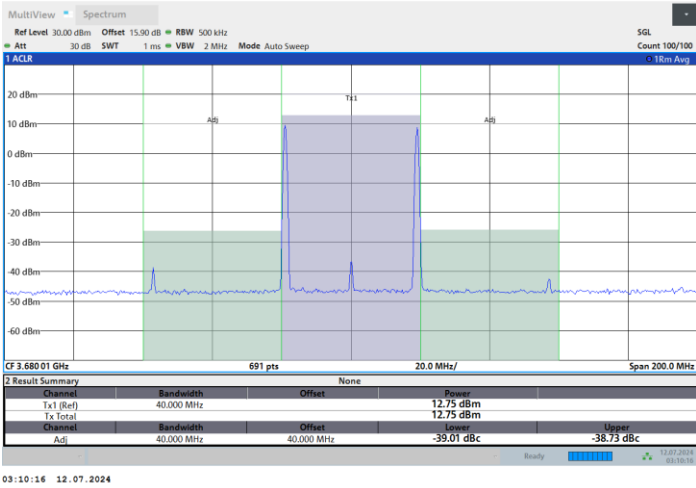 MultiView Spectrum
Ref Level 30.00 dBm Offset 15.90 dB RBW 500 kHz SGL
Att 30 dB SWT 1 ms VBW 2 MHz Mode Auto Sweep Count 100/100
1 ACLR 1Rm Avg
Tx1
Adj Adj
20 dBm
10 dBm
0 dBm
-10 dBm
-20 dBm
-30 dBm
-40 dBm
-50 dBm
-60 dBm
CF 3.680 01 GHz 691 pts 20.0 MHz/ Span 200.0 MHz
2 Result Summary None
Channel Bandwidth Offset Power
Tx1 (Ref) 40.000 MHz 12.75 dBm
Tx Total 12.75 dBm
Channel Bandwidth Offset Lower Upper
Adj 40.000 MHz 40.000 MHz -39.01 dBc -38.73 dBc
Ready 12.07.2024
03:10:16
03:10:16 12.07.2024